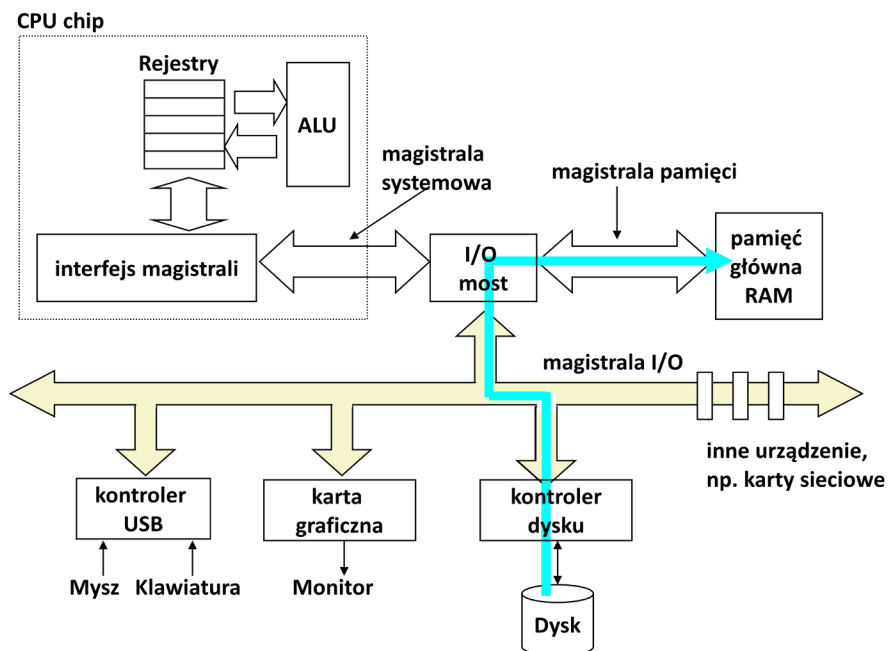 CPU chip
Rejestry
ALU
magistrala
systemowa
magistrala pamięci
interfejs magistrali
I/O
most
pamięć
główna
RAM
magistrala I/O
inne urządzenie,
np. karty sieciowe
kontroler
USB
karta
graficzna
kontroler
dysku
Mysz
Klawiatura
Monitor
Dysk